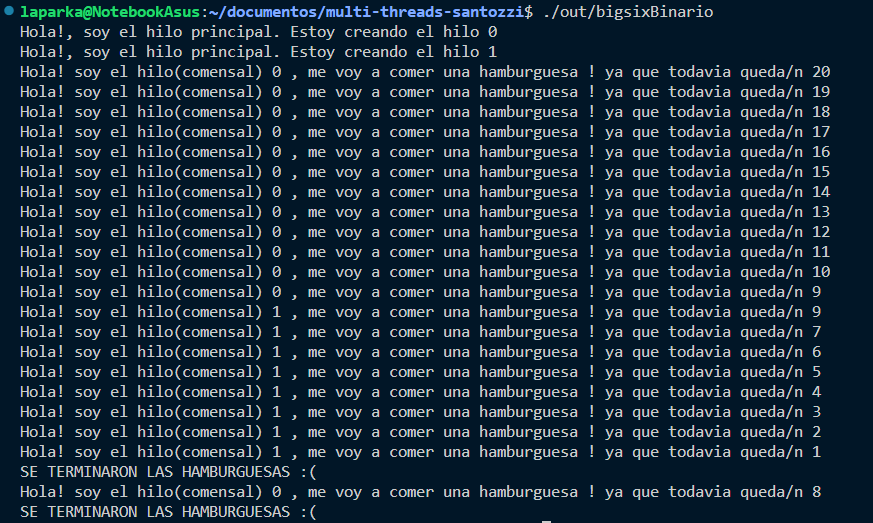 laparka@NotebookAsus:~/documentos/multi-threads-santozzi$ ./out/bigsixBinario
Hola!, soy el hilo principal. Estoy creando el hilo 0
Hola!, soy el hilo principal. Estoy creando el hilo 1
Hola! soy el hilo(comensal) 0 , me voy a comer una hamburguesa ! ya que todavia queda/n 20
Hola! soy el hilo(comensal) 0 , me voy a comer una hamburguesa ! ya que todavia queda/n 19
Hola! soy el hilo(comensal) 0 , me voy a comer una hamburguesa ! ya que todavia queda/n 18
Hola! soy el hilo(comensal) 0 , me voy a comer una hamburguesa ! ya que todavia queda/n 17
Hola! soy el hilo(comensal) 0 , me voy a comer una hamburguesa ! ya que todavia queda/n 16
Hola! soy el hilo(comensal) 0 , me voy a comer una hamburguesa ! ya que todavia queda/n 15
Hola! soy el hilo(comensal) 0 , me voy a comer una hamburguesa ! ya que todavia queda/n 14
Hola! soy el hilo(comensal) 0 , me voy a comer una hamburguesa ! ya que todavia queda/n 13
Hola! soy el hilo(comensal) 0 , me voy a comer una hamburguesa ! ya que todavia queda/n 12
Hola! soy el hilo(comensal) 0 , me voy a comer una hamburguesa ! ya que todavia queda/n 11
Hola! soy el hilo(comensal) 0 , me voy a comer una hamburguesa ! ya que todavia queda/n 10
Hola! soy el hilo(comensal) 0 , me voy a comer una hamburguesa ! ya que todavia queda/n 9
Hola! soy el hilo(comensal) 1 , me voy a comer una hamburguesa ! ya que todavia queda/n 9
Hola! soy el hilo(comensal) 1 , me voy a comer una hamburguesa ! ya que todavia queda/n 7
Hola! soy el hilo(comensal) 1 , me voy a comer una hamburguesa ! ya que todavia queda/n 6
Hola! soy el hilo(comensal) 1 , me voy a comer una hamburguesa ! ya que todavia queda/n 5
Hola! soy el hilo(comensal) 1 , me voy a comer una hamburguesa ! ya que todavia queda/n 4
Hola! soy el hilo(comensal) 1 , me voy a comer una hamburguesa ! ya que todavia queda/n 3
Hola! soy el hilo(comensal) 1 , me voy a comer una hamburguesa ! ya que todavia queda/n 2
Hola! soy el hilo(comensal) 1 , me voy a comer una hamburguesa ! ya que todavia queda/n 1
SE TERMINARON LAS HAMBURGUESAS :(
Hola! soy el hilo(comensal) 0 , me voy a comer una hamburguesa ! ya que todavia queda/n 8
SE TERMINARON LAS HAMBURGUESAS :(